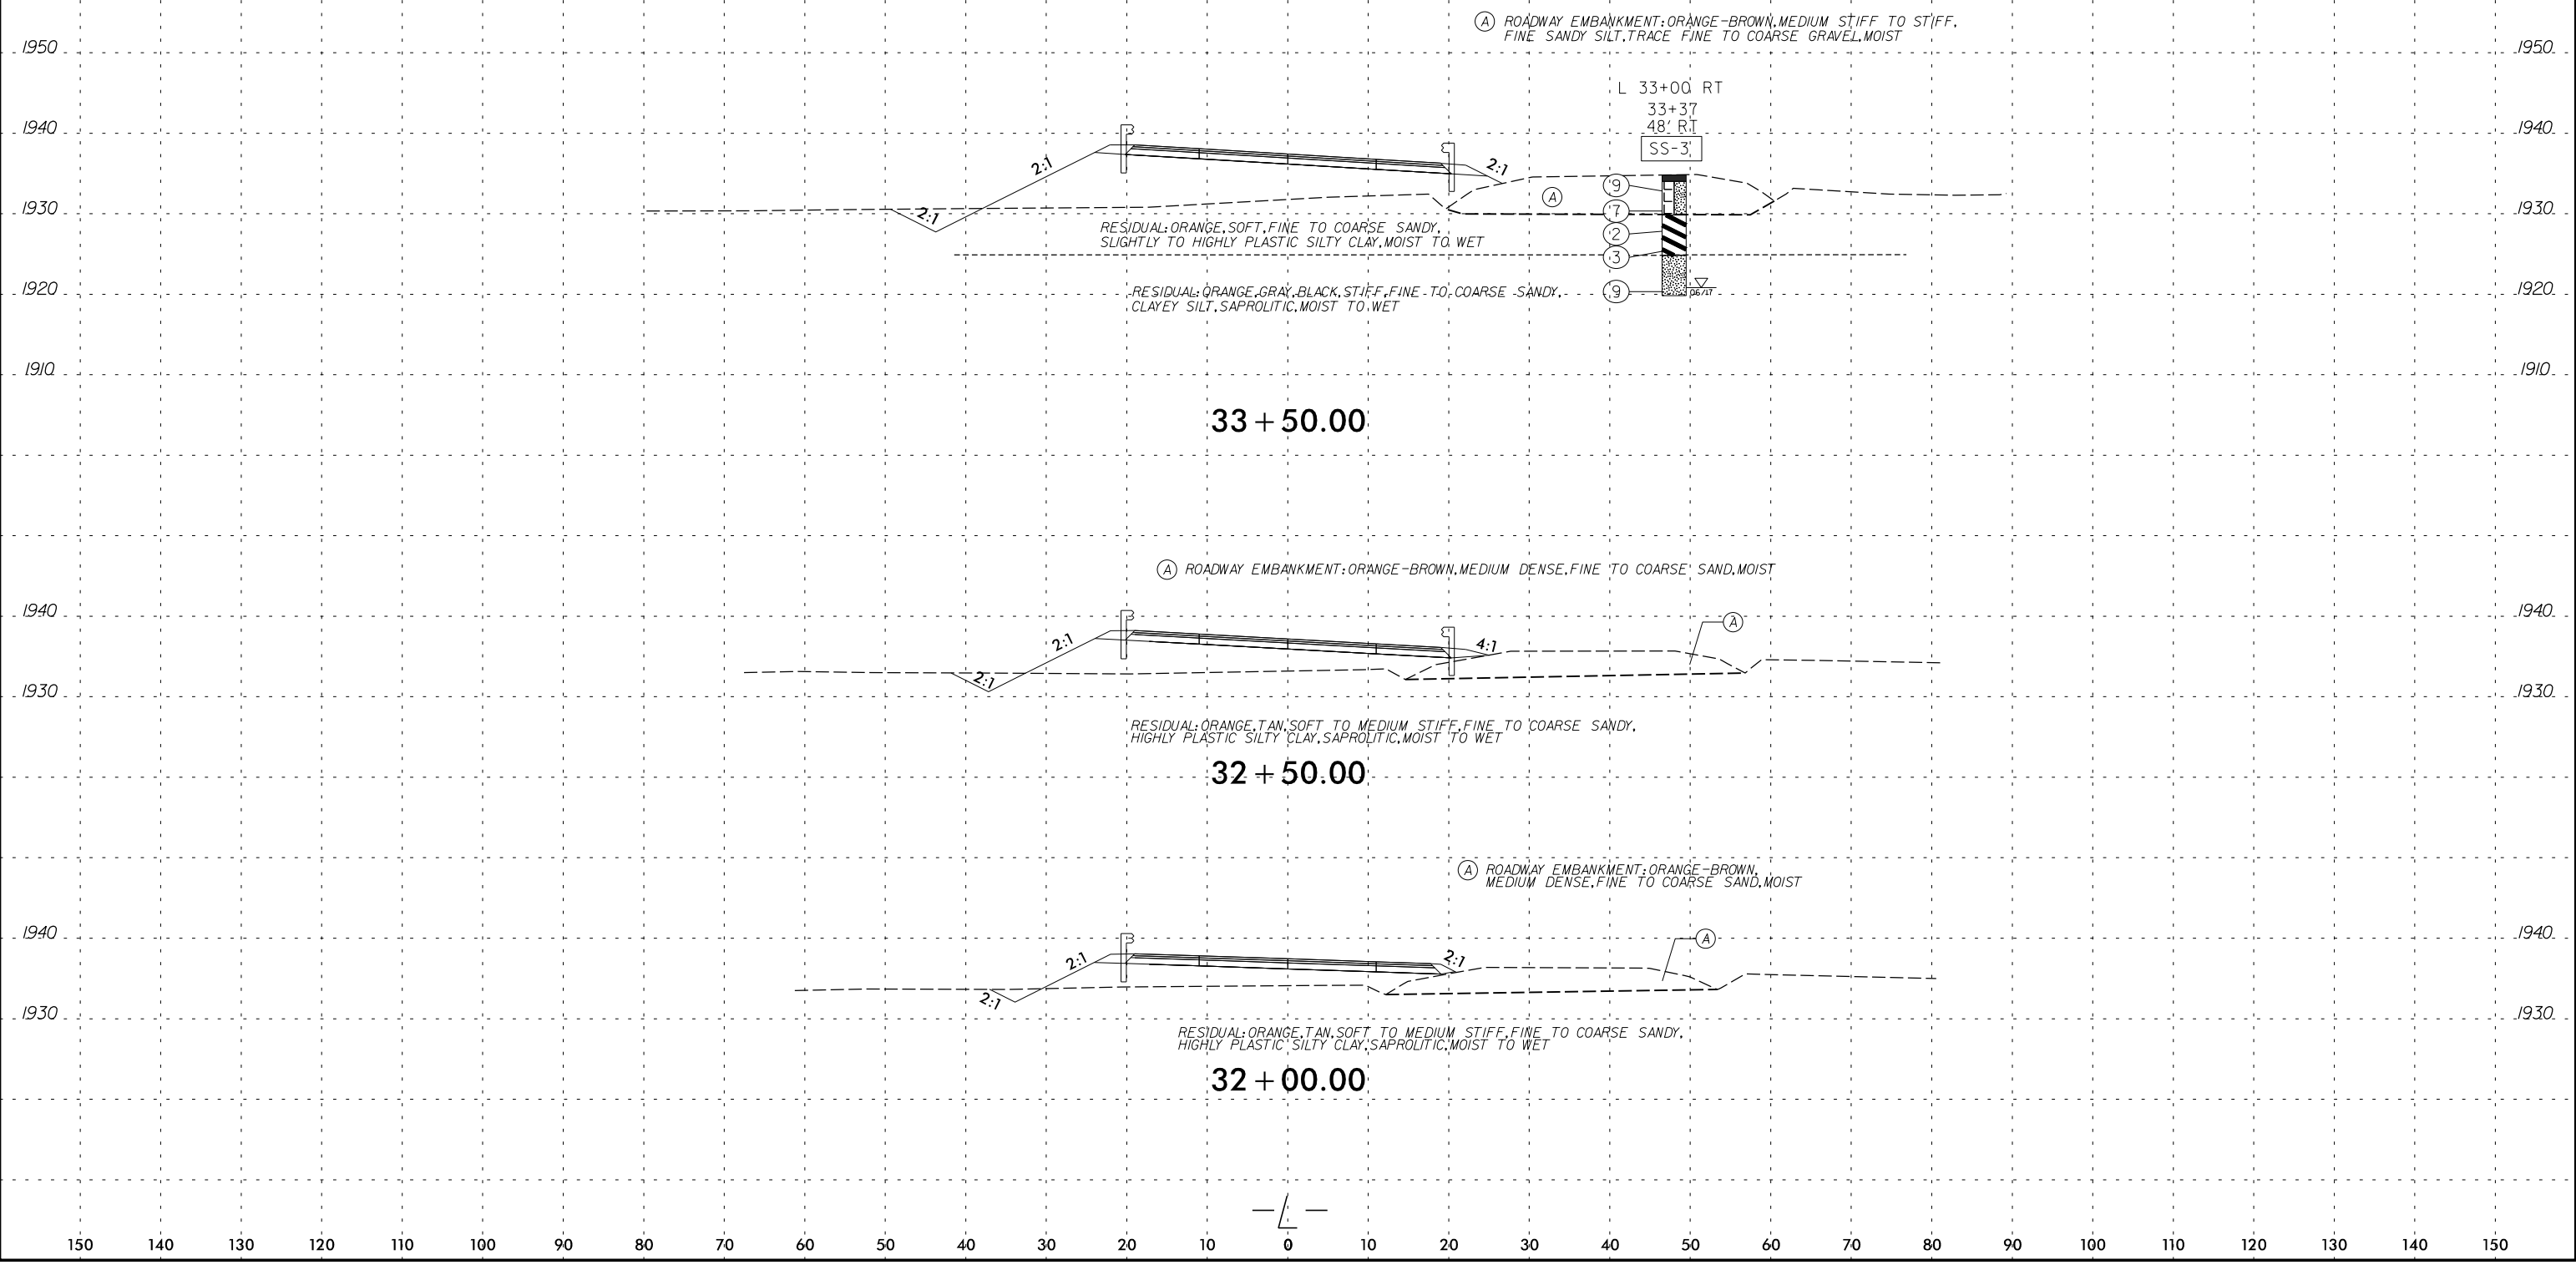 Ⓐ ROADWAY EMBANKMENT: ORANGE-BROWN, MEDIUM STIFF TO STIFF,
FINE SANDY SILT, TRACE FINE TO COARSE GRAVEL, MOIST
1950 1950
L 33+00 RT
33+37
48' RT
SS-3
1940 1940
2:1 2:1
9
Ⓐ
2:1
1930 7 1930
RESIDUAL: ORANGE, SOFT, FINE TO COARSE SANDY,
SLIGHTLY TO HIGHLY PLASTIC SILTY CLAY, MOIST TO WET
2
3
1920 1920
RESIDUAL: ORANGE, GRAY, BLACK, STIFF, FINE TO COARSE SANDY,
CLAYEY SILT, SAPROLITIC, MOIST TO WET
9
06/17
1910 1910
33+50.00
Ⓐ ROADWAY EMBANKMENT: ORANGE-BROWN, MEDIUM DENSE, FINE TO COARSE SAND, MOIST
1940 1940
Ⓐ
2:1 4:1
2:1
1930 1930
RESIDUAL: ORANGE, TAN, SOFT TO MEDIUM STIFF, FINE TO COARSE SANDY,
HIGHLY PLASTIC SILTY CLAY, SAPROLITIC, MOIST TO WET
32+50.00
Ⓐ ROADWAY EMBANKMENT: ORANGE-BROWN,
MEDIUM DENSE, FINE TO COARSE SAND, MOIST
1940 1940
Ⓐ
2:1 2:1
2:1
1930 1930
RESIDUAL: ORANGE, TAN, SOFT TO MEDIUM STIFF, FINE TO COARSE SANDY,
HIGHLY PLASTIC SILTY CLAY, SAPROLITIC, MOIST TO WET
32+00.00
-L-
150 140 130 120 110 100 90 80 70 60 50 40 30 20 10 0 10 20 30 40 50 60 70 80 90 100 110 120 130 140 150